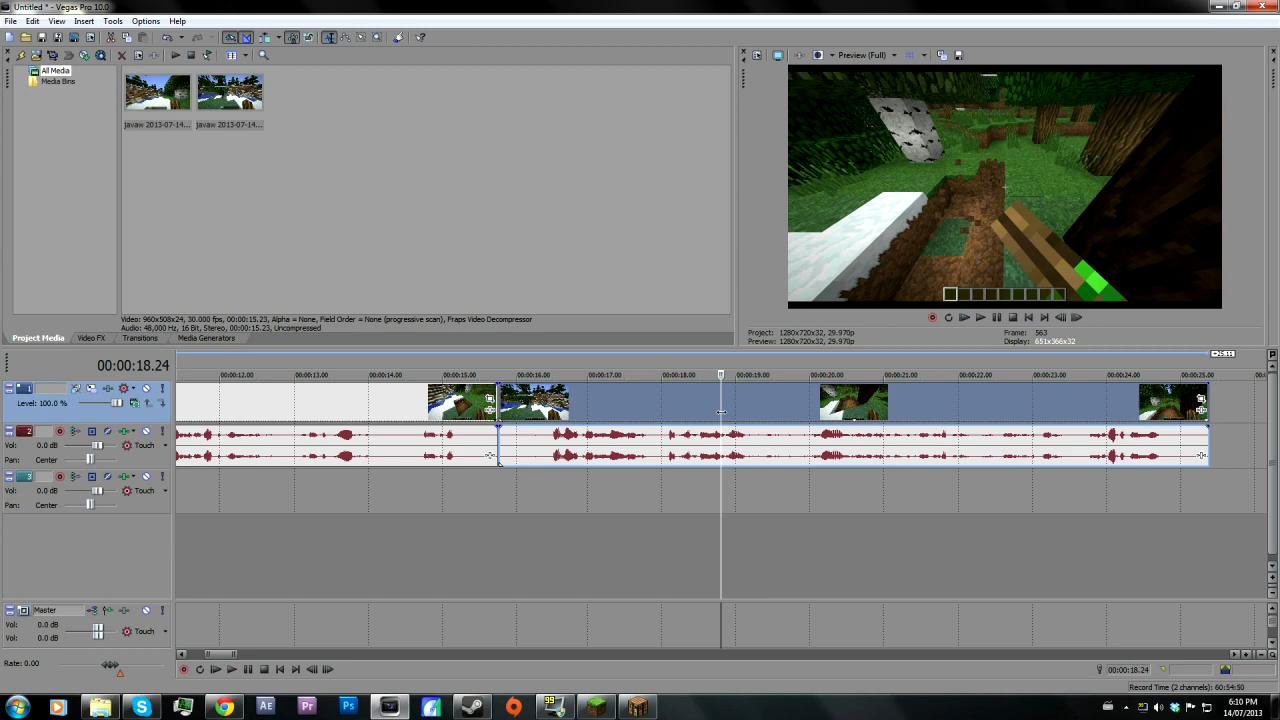 Untitled * - Vegas Pro 10.0
File Edit View Insert Tools Options Help
Preview (Full)
All Media
Media Bins
javaw 2013-07-14... javaw 2013-07-14...
Video: 960x508x24, 30.000 fps, 00:00:15.23, Alpha = None, Field Order = None (progressive scan), Fraps Video Decompressor
Audio: 48,000 Hz, 16 Bit, Stereo, 00:00:15.23, Uncompressed
Project Media Video FX Transitions Media Generators
Project: 1280x720x32, 29.970p Frame: 563
Preview: 1280x720x32, 29.970p Display: 651x366x32
00:00:18.24
00:00:12.00 00:00:13.00 00:00:14.00 00:00:15.00 00:00:16.00 00:00:17.00 00:00:18.00 00:00:19.00 00:00:20.00 00:00:21.00 00:00:22.00 00:00:23.00 00:00:24.00 00:00:25.00
1
Level: 100.0 %
2
Vol: 0.0 dB Touch
Pan: Center
3
Vol: 0.0 dB Touch
Pan: Center
Master
Vol: 0.0 dB
Vol: 0.0 dB Touch
Rate: 0.00
00:00:18.24
Record Time (2 channels): 60:54:50
Ae Pr Ps 99
6:10 PM
14/07/2013